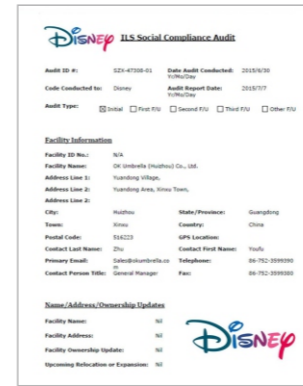 Disney ILS Social Compliance Audit
Audit ID #: SZX-47308-01 Date Audit Conducted: 2015/6/30
Yr/Mo/Day
Code Conducted to: Disney Audit Report Date: 2015/7/7
Yr/Mo/Day
Audit Type: Initial First F/U Second F/U Third F/U Other F/U
Facility Information
Facility ID No.: N/A
Facility Name: OK Umbrella (Huizhou) Co., Ltd.
Address Line 1: Yuandong Village,
Address Line 2: Yuandong Area, Xinxu Town,
Address Line 2:
City: Huizhou State/Province: Guangdong
Town: Xinxu Country: China
Postal Code: 516223 GPS Location:
Contact Last Name: Zhu Contact First Name: Youfu
Primary Email: Sales@okumbrella.co Telephone: 86-752-3599390
m
Contact Person Title: General Manager Fax: 86-752-3599380
Name/Address/Ownership Updates
Facility Name: Nil
Facility Address: Nil
Facility Ownership Update: Nil
Upcoming Relocation or Expansion: Nil
Disney